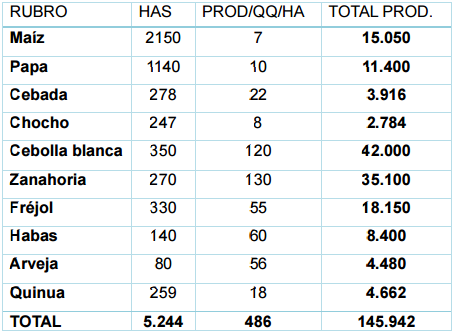 RUBRO HAS PROD/QQ/HA TOTAL PROD.
Maíz 2150 7 15.050
Papa 1140 10 11.400
Cebada 278 22 3.916
Chocho 247 8 2.784
Cebolla blanca 350 120 42.000
Zanahoria 270 130 35.100
Fréjol 330 55 18.150
Habas 140 60 8.400
Arveja 80 56 4.480
Quinua 259 18 4.662
TOTAL 5.244 486 145.942